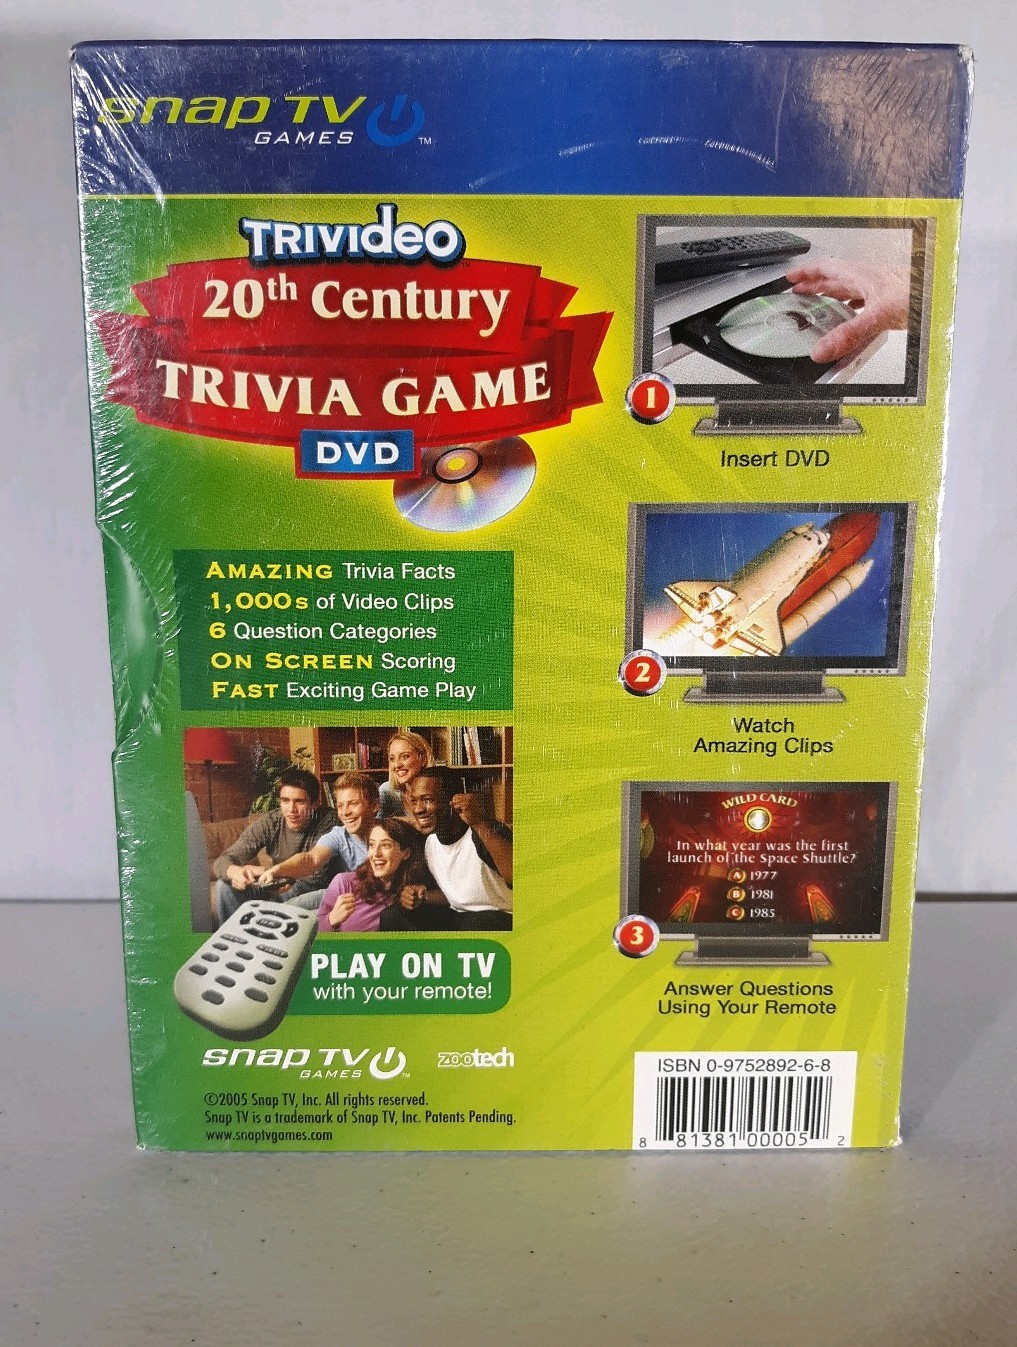 snap TV
GAMES ™
TRIVIdeo
20th Century
TRIVIA GAME
DVD
AMAZING Trivia Facts
1,000s of Video Clips
6 Question Categories
ON SCREEN Scoring
FAST Exciting Game Play
PLAY ON TV
with your remote!
snap TV
GAMES ™
zootech
©2005 Snap TV, Inc. All rights reserved.
Snap TV is a trademark of Snap TV, Inc. Patents Pending.
www.snaptvgames.com
1
Insert DVD
2
Watch
Amazing Clips
WILD CARD
In what year was the first
launch of the Space Shuttle?
A 1977
B 1981
C 1985
3
Answer Questions
Using Your Remote
ISBN 0-9752892-6-8
8 81381 00005 2